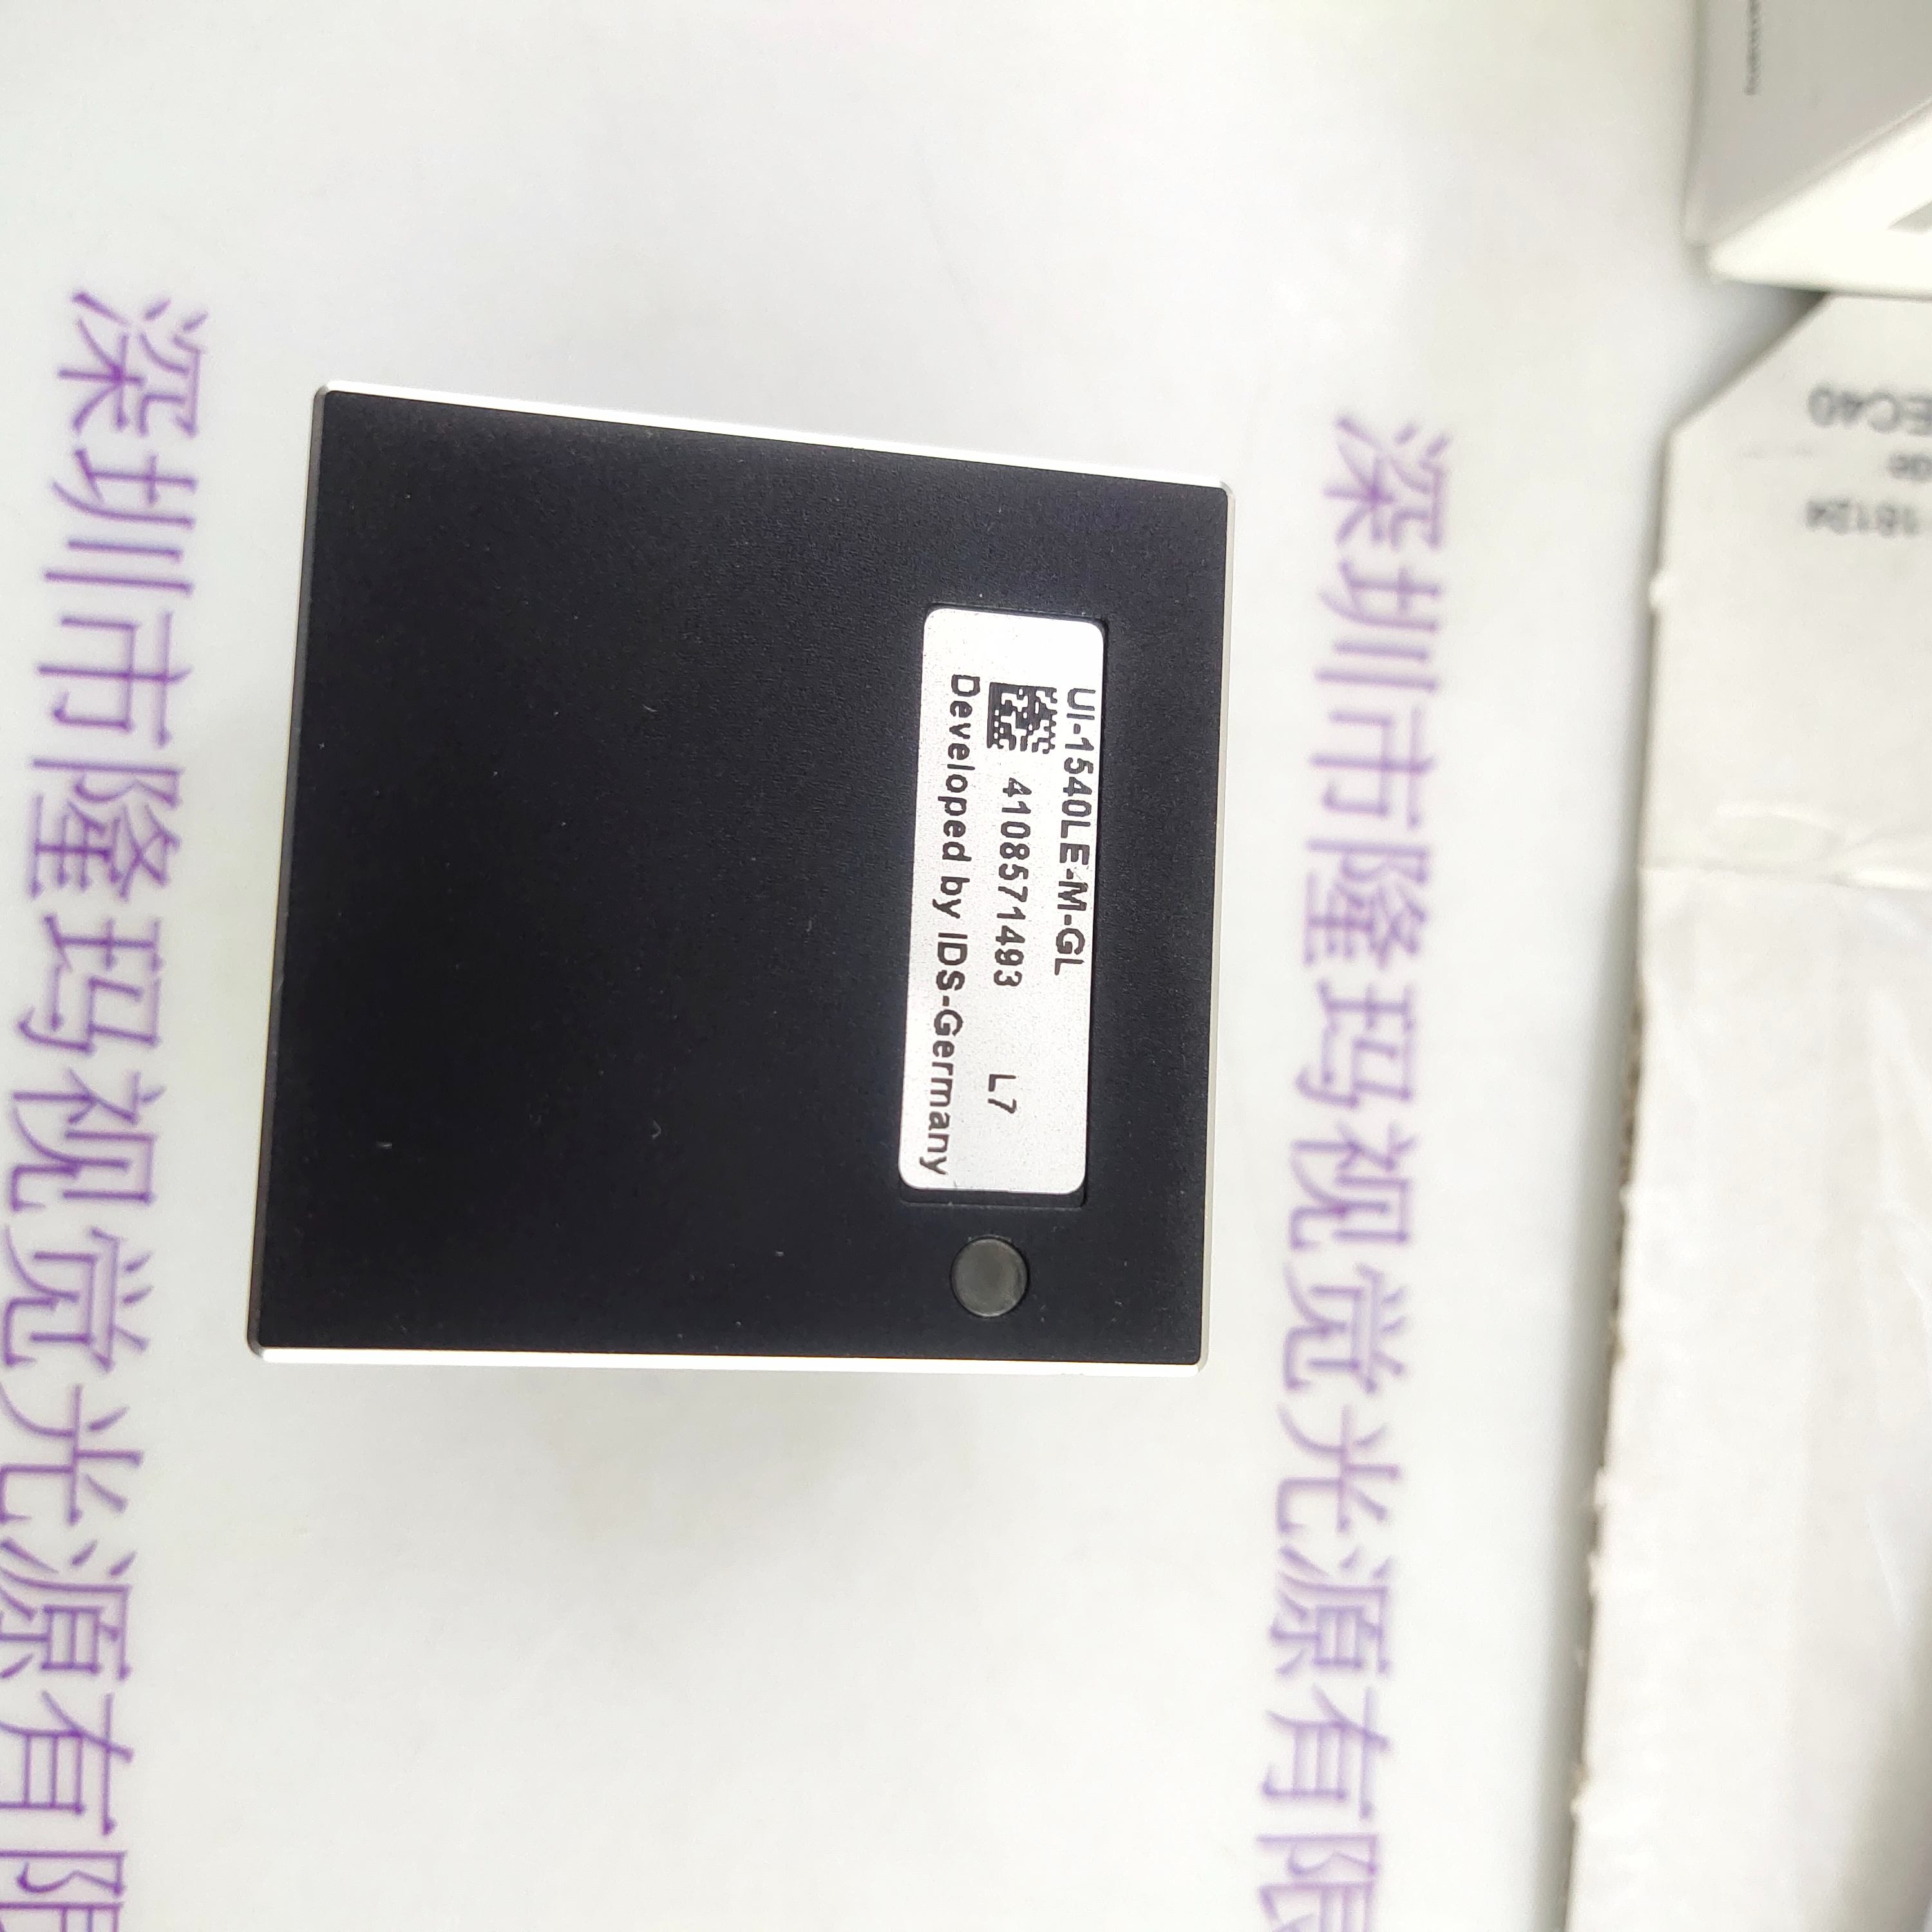 UI-1540LE-M-GL
4108571493 L7
Developed by IDS-Germany
深圳市隆玛视觉光源有限
深圳市隆玛视觉光源有限
EC40